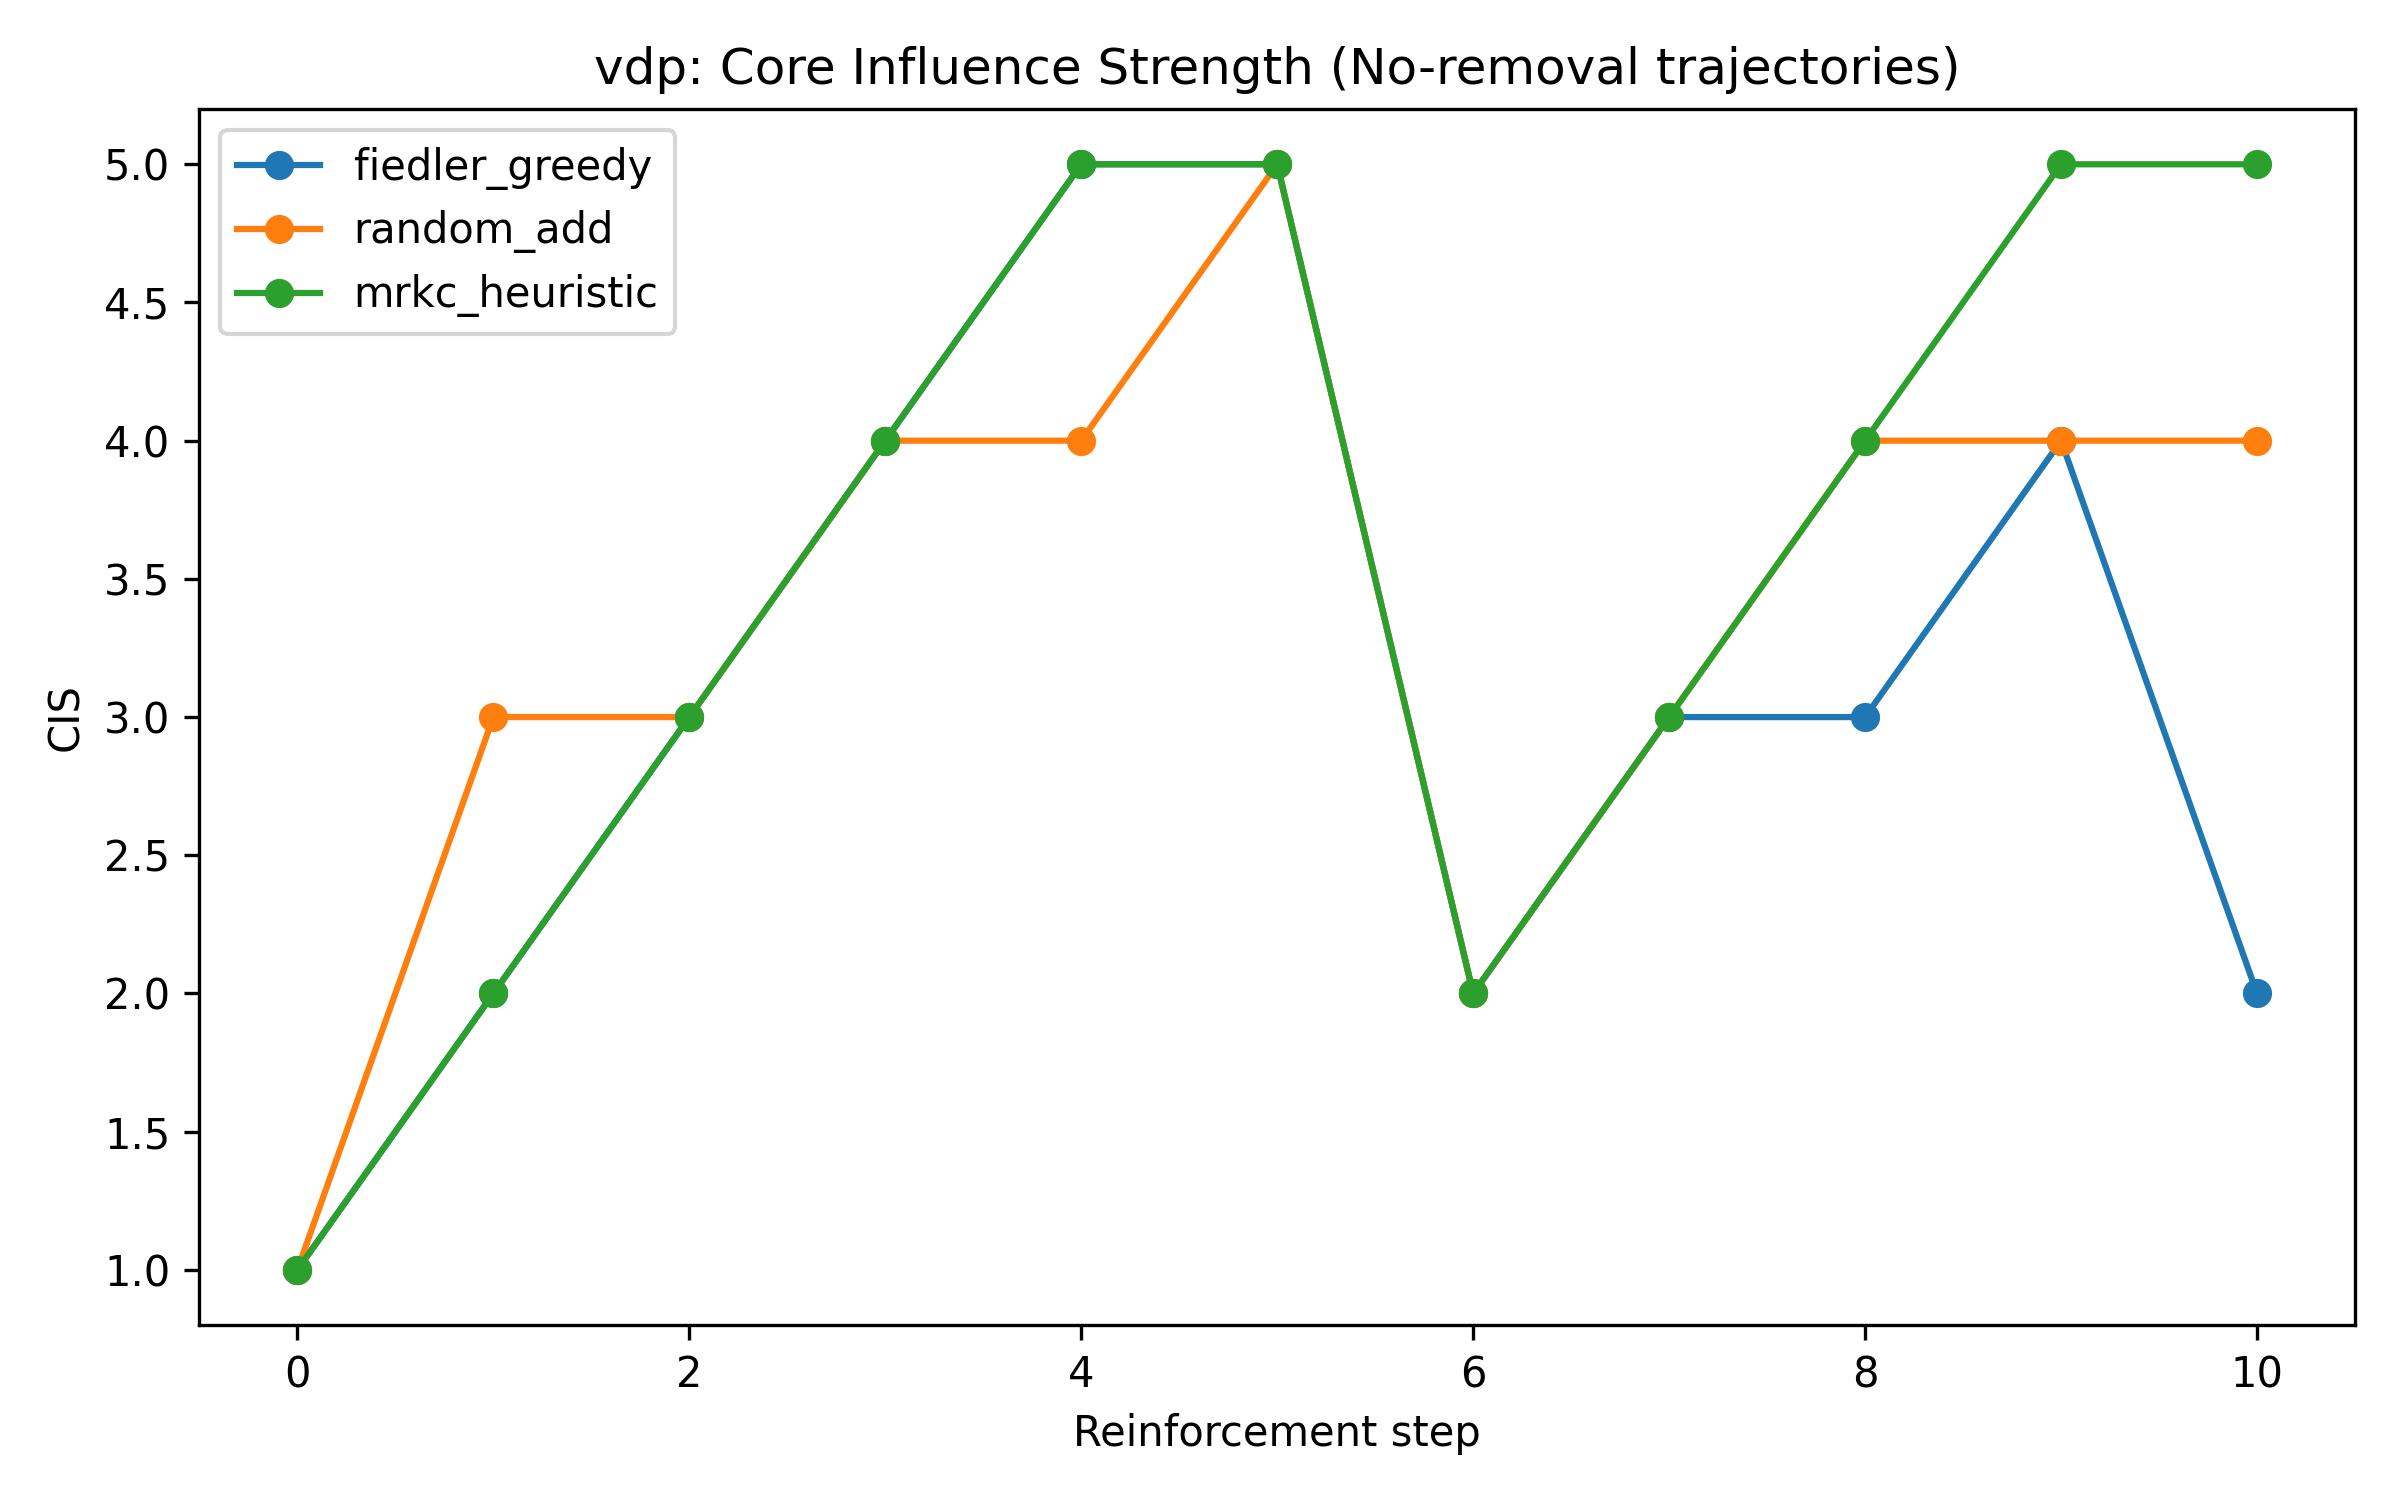 vdp: Core Influence Strength (No-removal trajectories)
fiedler_greedy
random_add
mrkc_heuristic
5.0
4.5
4.0
3.5
3.0
2.5
2.0
1.5
1.0
CIS
0 2 4 6 8 10
Reinforcement step